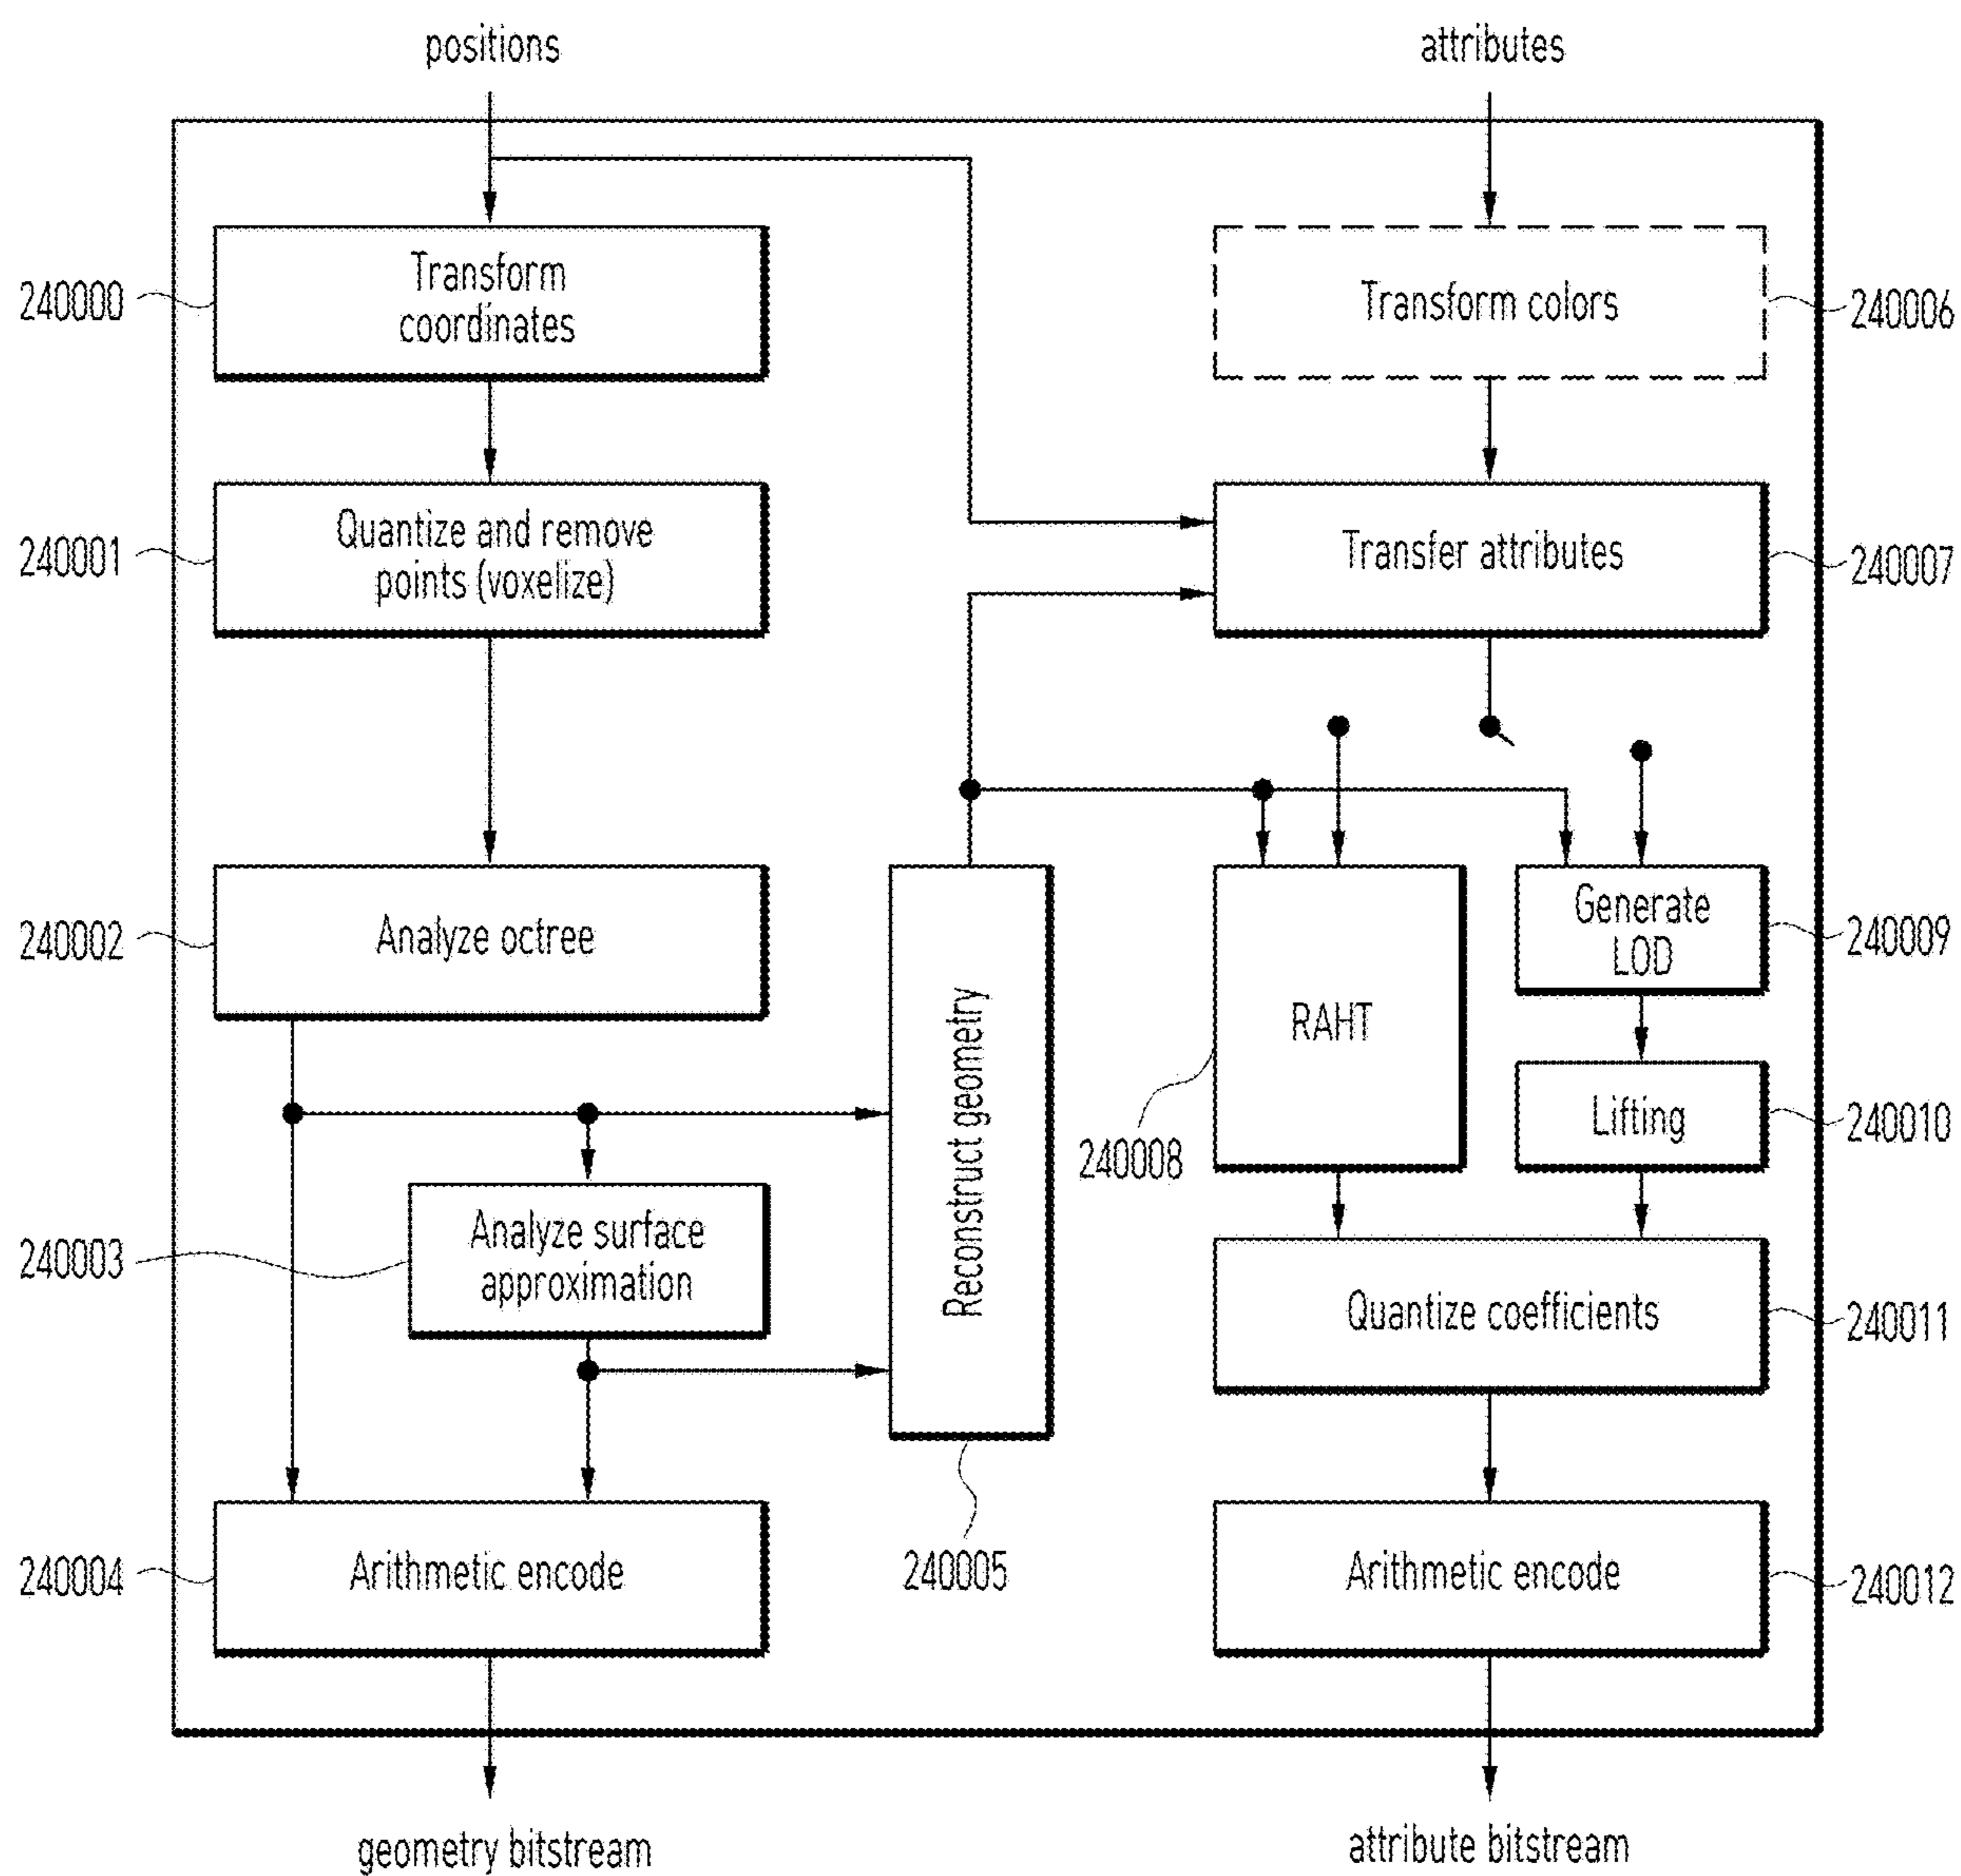 positions
attributes
Transform
coordinates
240000
Transform colors
240006
Quantize and remove
points (voxelize)
240001
Transfer attributes
240007
Analyze octree
240002
Reconstruct geometry
240005
RAHT
240008
Generate
LOD
240009
Lifting
240010
Analyze surface
approximation
240003
Quantize coefficients
240011
Arithmetic encode
240004
Arithmetic encode
240012
geometry bitstream
attribute bitstream